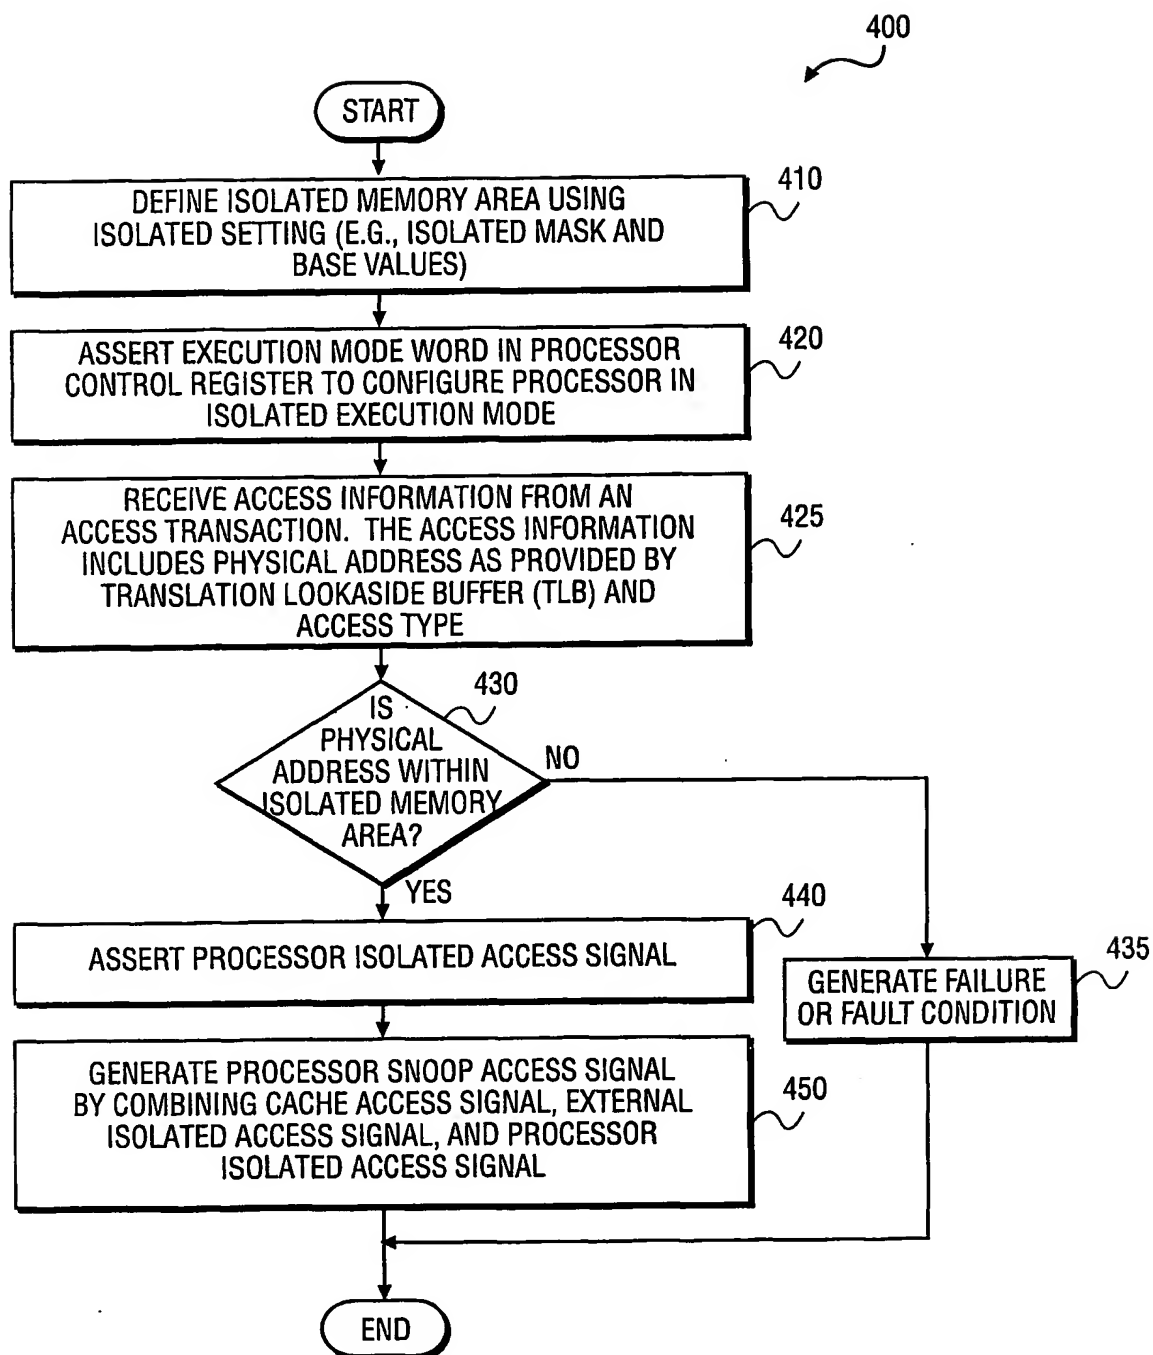 400
START
410
DEFINE ISOLATED MEMORY AREA USING
ISOLATED SETTING (E.G., ISOLATED MASK AND
BASE VALUES)
420
ASSERT EXECUTION MODE WORD IN PROCESSOR
CONTROL REGISTER TO CONFIGURE PROCESSOR IN
ISOLATED EXECUTION MODE
425
RECEIVE ACCESS INFORMATION FROM AN
ACCESS TRANSACTION. THE ACCESS INFORMATION
INCLUDES PHYSICAL ADDRESS AS PROVIDED BY
TRANSLATION LOOKASIDE BUFFER (TLB) AND
ACCESS TYPE
430
IS
PHYSICAL
ADDRESS WITHIN
ISOLATED MEMORY
AREA?
NO
YES
440
ASSERT PROCESSOR ISOLATED ACCESS SIGNAL
435
GENERATE FAILURE
OR FAULT CONDITION
450
GENERATE PROCESSOR SNOOP ACCESS SIGNAL
BY COMBINING CACHE ACCESS SIGNAL, EXTERNAL
ISOLATED ACCESS SIGNAL, AND PROCESSOR
ISOLATED ACCESS SIGNAL
END